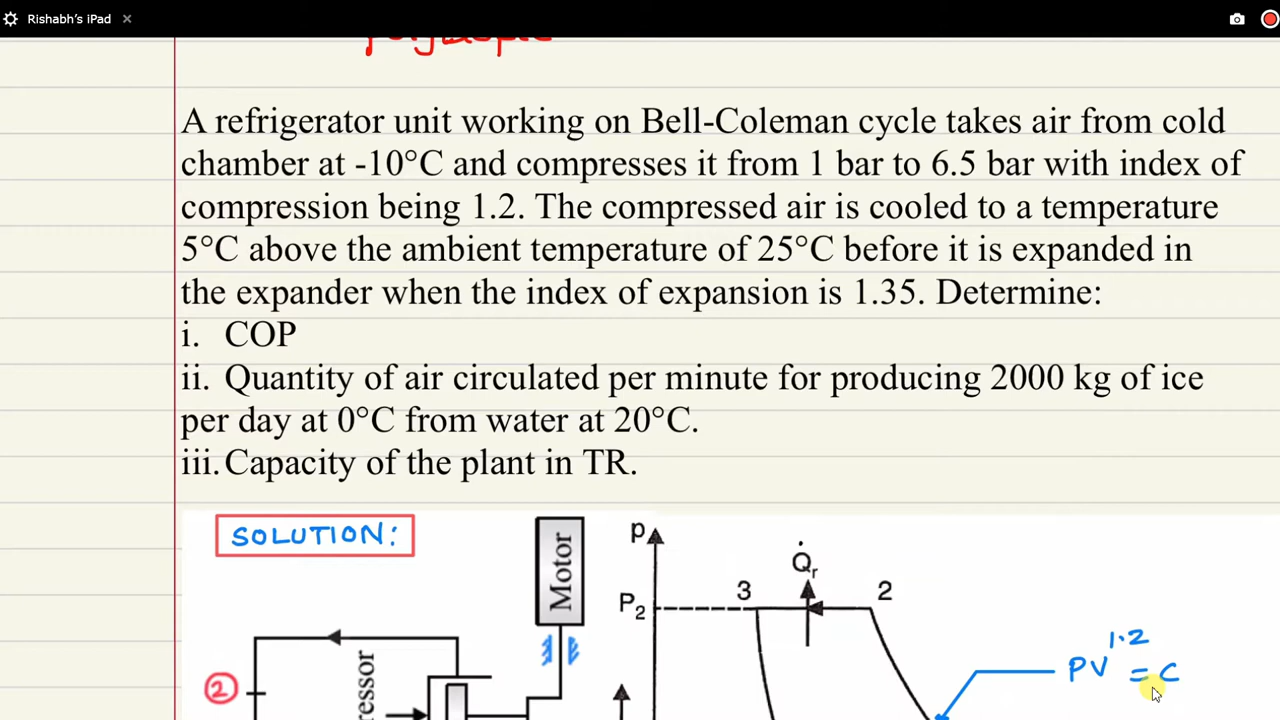 Rishabh's iPad
A refrigerator unit working on Bell-Coleman cycle takes air from cold
chamber at -10°C and compresses it from 1 bar to 6.5 bar with index of
compression being 1.2. The compressed air is cooled to a temperature
5°C above the ambient temperature of 25°C before it is expanded in
the expander when the index of expansion is 1.35. Determine:
i. COP
ii. Quantity of air circulated per minute for producing 2000 kg of ice
per day at 0°C from water at 20°C.
iii. Capacity of the plant in TR.
SOLUTION:
Motor
p
Q̇r
3
2
P2
PV^1.2 = C
2